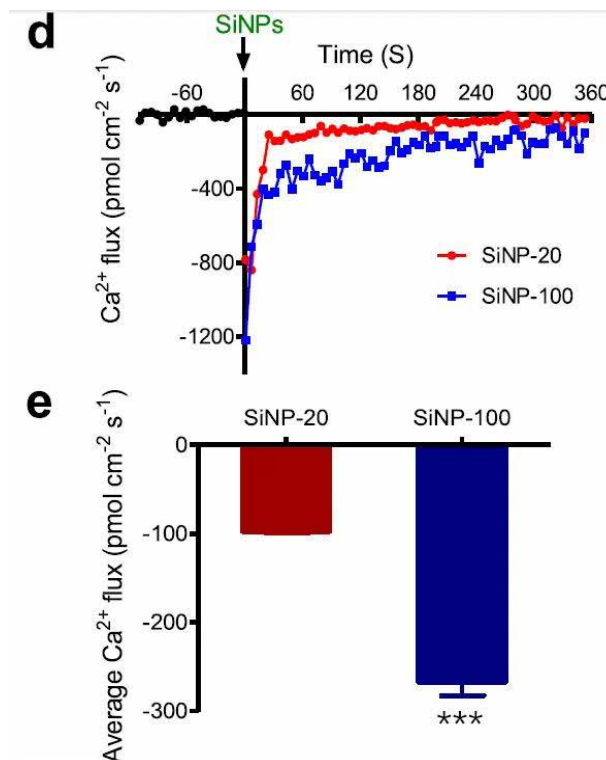 d
SiNPs
Time (S)
-60 60 120 180 240 300 360
Ca²⁺ flux (pmol cm⁻² s⁻¹)
-400
-800
-1200
SiNP-20
SiNP-100
e
SiNP-20 SiNP-100
Average Ca²⁺ flux (pmol cm⁻² s⁻¹)
0
-100
-200
-300
***